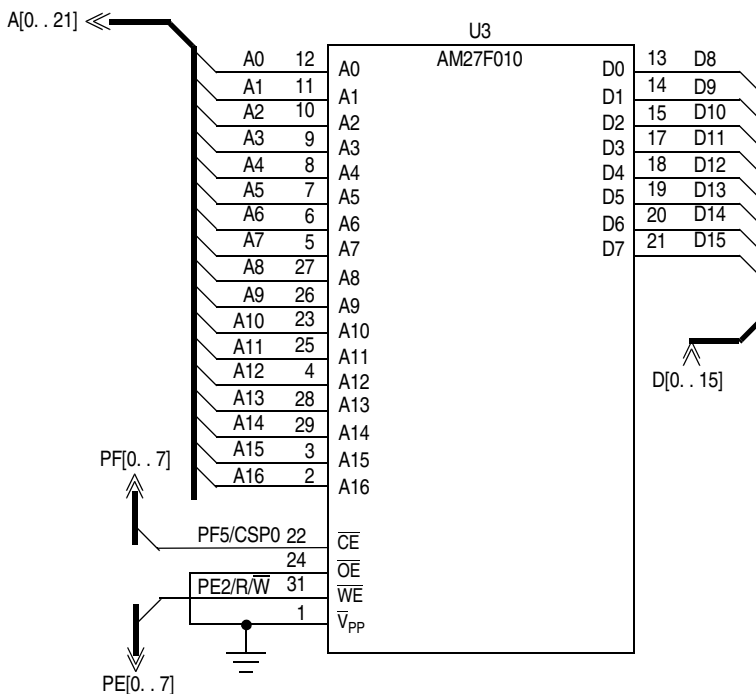 A[0. . 21]
U3
AM27F010
A0 12 A0 D0 13 D8
A1 11 A1 D1 14 D9
A2 10 A2 D2 15 D10
A3 9 A3 D3 17 D11
A4 8 A4 D4 18 D12
A5 7 A5 D5 19 D13
A6 6 A6 D6 20 D14
A7 5 A7 D7 21 D15
A8 27 A8
A9 26 A9
A10 23 A10
A11 25 A11
A12 4 A12
D[0. . 15]
A13 28 A13
A14 29 A14
A15 3 A15
PF[0. . 7]
A16 2 A16
PF5/CSP0 22 C̅E̅
24 O̅E̅
PE2/R/W̅ 31 W̅E̅
1 V̅PP
PE[0. . 7]